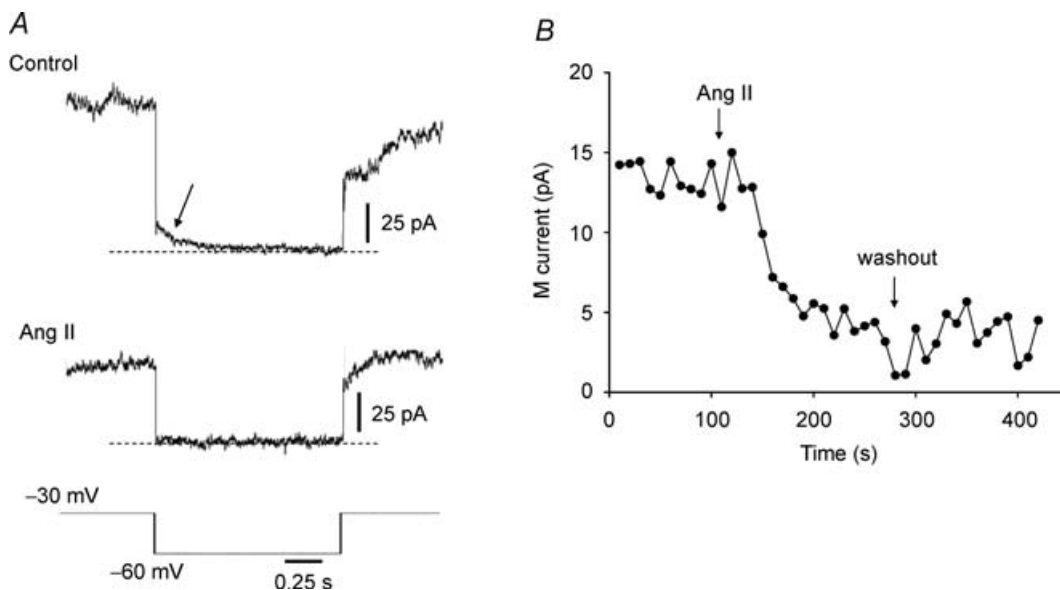 A
Control
25 pA
Ang II
25 pA
–30 mV
–60 mV
0.25 s
B
20
15
10
5
0
M current (pA)
Ang II
washout
0 100 200 300 400
Time (s)